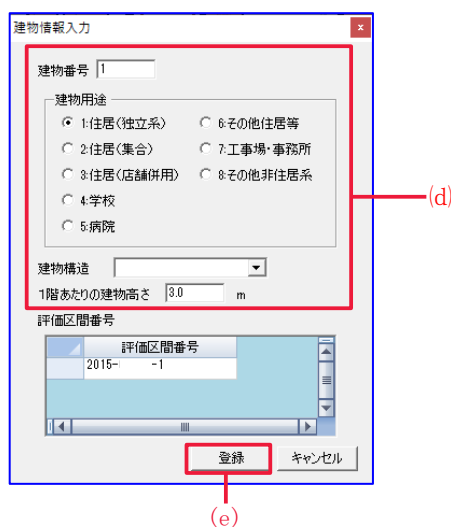 建物情報入力
x
建物番号 1
建物用途
1:住居(独立系)
6:その他住居等
2:住居(集合)
7:工事場・事務所
3:住居(店舗併用)
8:その他非住居系
4:学校
5:病院
(d)
建物構造
1階あたりの建物高さ 3.0 m
評価区間番号
評価区間番号
2015- -1
登録
キャンセル
(e)